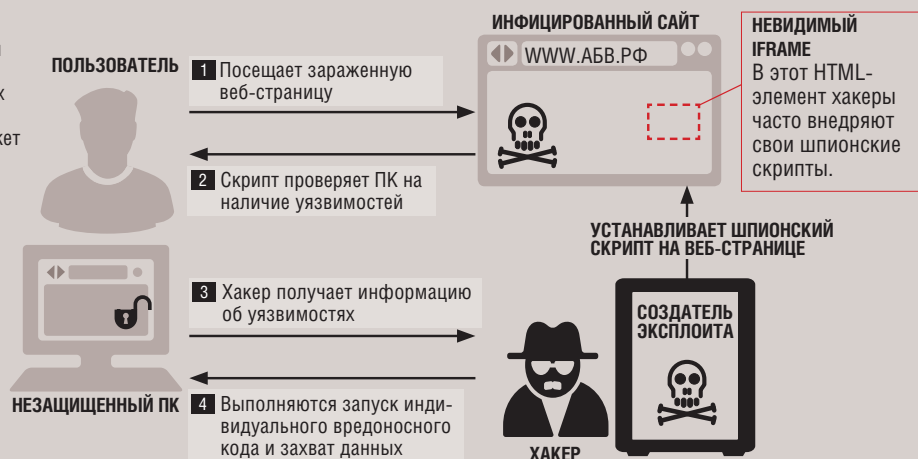 ПОЛЬЗОВАТЕЛЬ
1 Посещает зараженную
веб-страницу
2 Скрипт проверяет ПК на
наличие уязвимостей
ИНФИЦИРОВАННЫЙ САЙТ
WWW.АБВ.РФ
НЕВИДИМЫЙ
IFRAME
В этот HTML-
элемент хакеры
часто внедряют
свои шпионские
скрипты.
УСТАНАВЛИВАЕТ ШПИОНСКИЙ
СКРИПТ НА ВЕБ-СТРАНИЦЕ
НЕЗАЩИЩЕННЫЙ ПК
3 Хакер получает информацию
об уязвимостях
4 Выполняются запуск инди-
видуального вредоносного
кода и захват данных
ХАКЕР
СОЗДАТЕЛЬ
ЭКСПЛОИТА